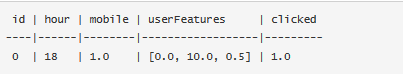 id | hour | mobile | userFeatures | clicked
----|------|--------|------------------|---------
0 | 18 | 1.0 | [0.0, 10.0, 0.5] | 1.0